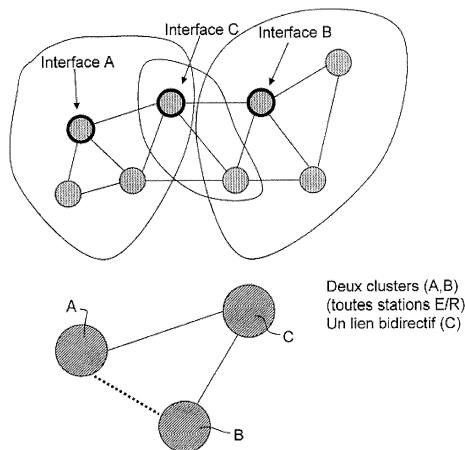 Interface C
Interface B
Interface A
A
C
B
Deux clusters (A,B)
(toutes stations E/R)
Un lien bidirectif (C)